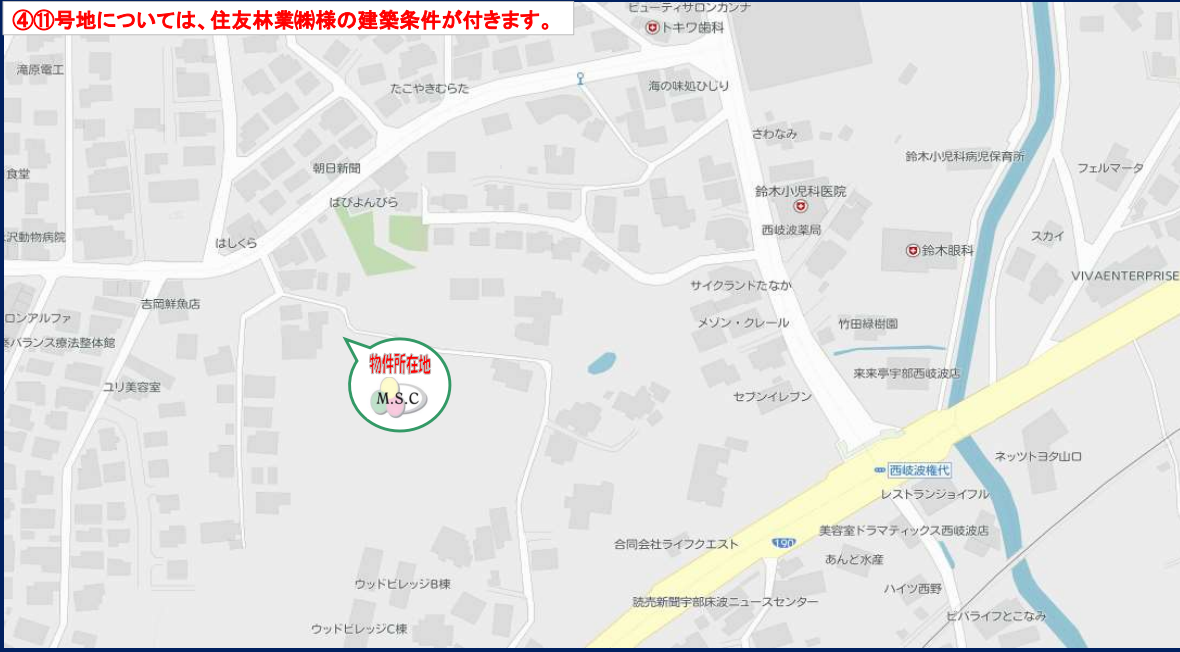 ④⑪号地については、住友林業㈱様の建築条件が付きます。
ビューティサロンカンナ
トキワ歯科
滝原電工
たこやきむらた
海の味処ひじり
さわなみ
鈴木小児科病児保育所
フェルマータ
食堂
朝日新聞
鈴木小児科医院
ぱぴよんぴら
西岐波薬局
沢動物病院
はしくら
スカイ
鈴木眼科
VIVAENTERPRISE
サイクランドたなか
吉岡鮮魚店
ロンアルファ
メゾン・クレール
竹田緑樹園
バランス療法整体館
物件所在地
来来亭宇部西岐波店
ユリ美容室
M.S.C
セブンイレブン
ネッツトヨタ山口
西岐波権代
レストランジョイフル
美容室ドラマティックス西岐波店
合同会社ライフクエスト
190
あんど水産
ウッドビレッジB棟
ハイツ西野
読売新聞宇部床波ニュースセンター
ビバライフとこなみ
ウッドビレッジC棟